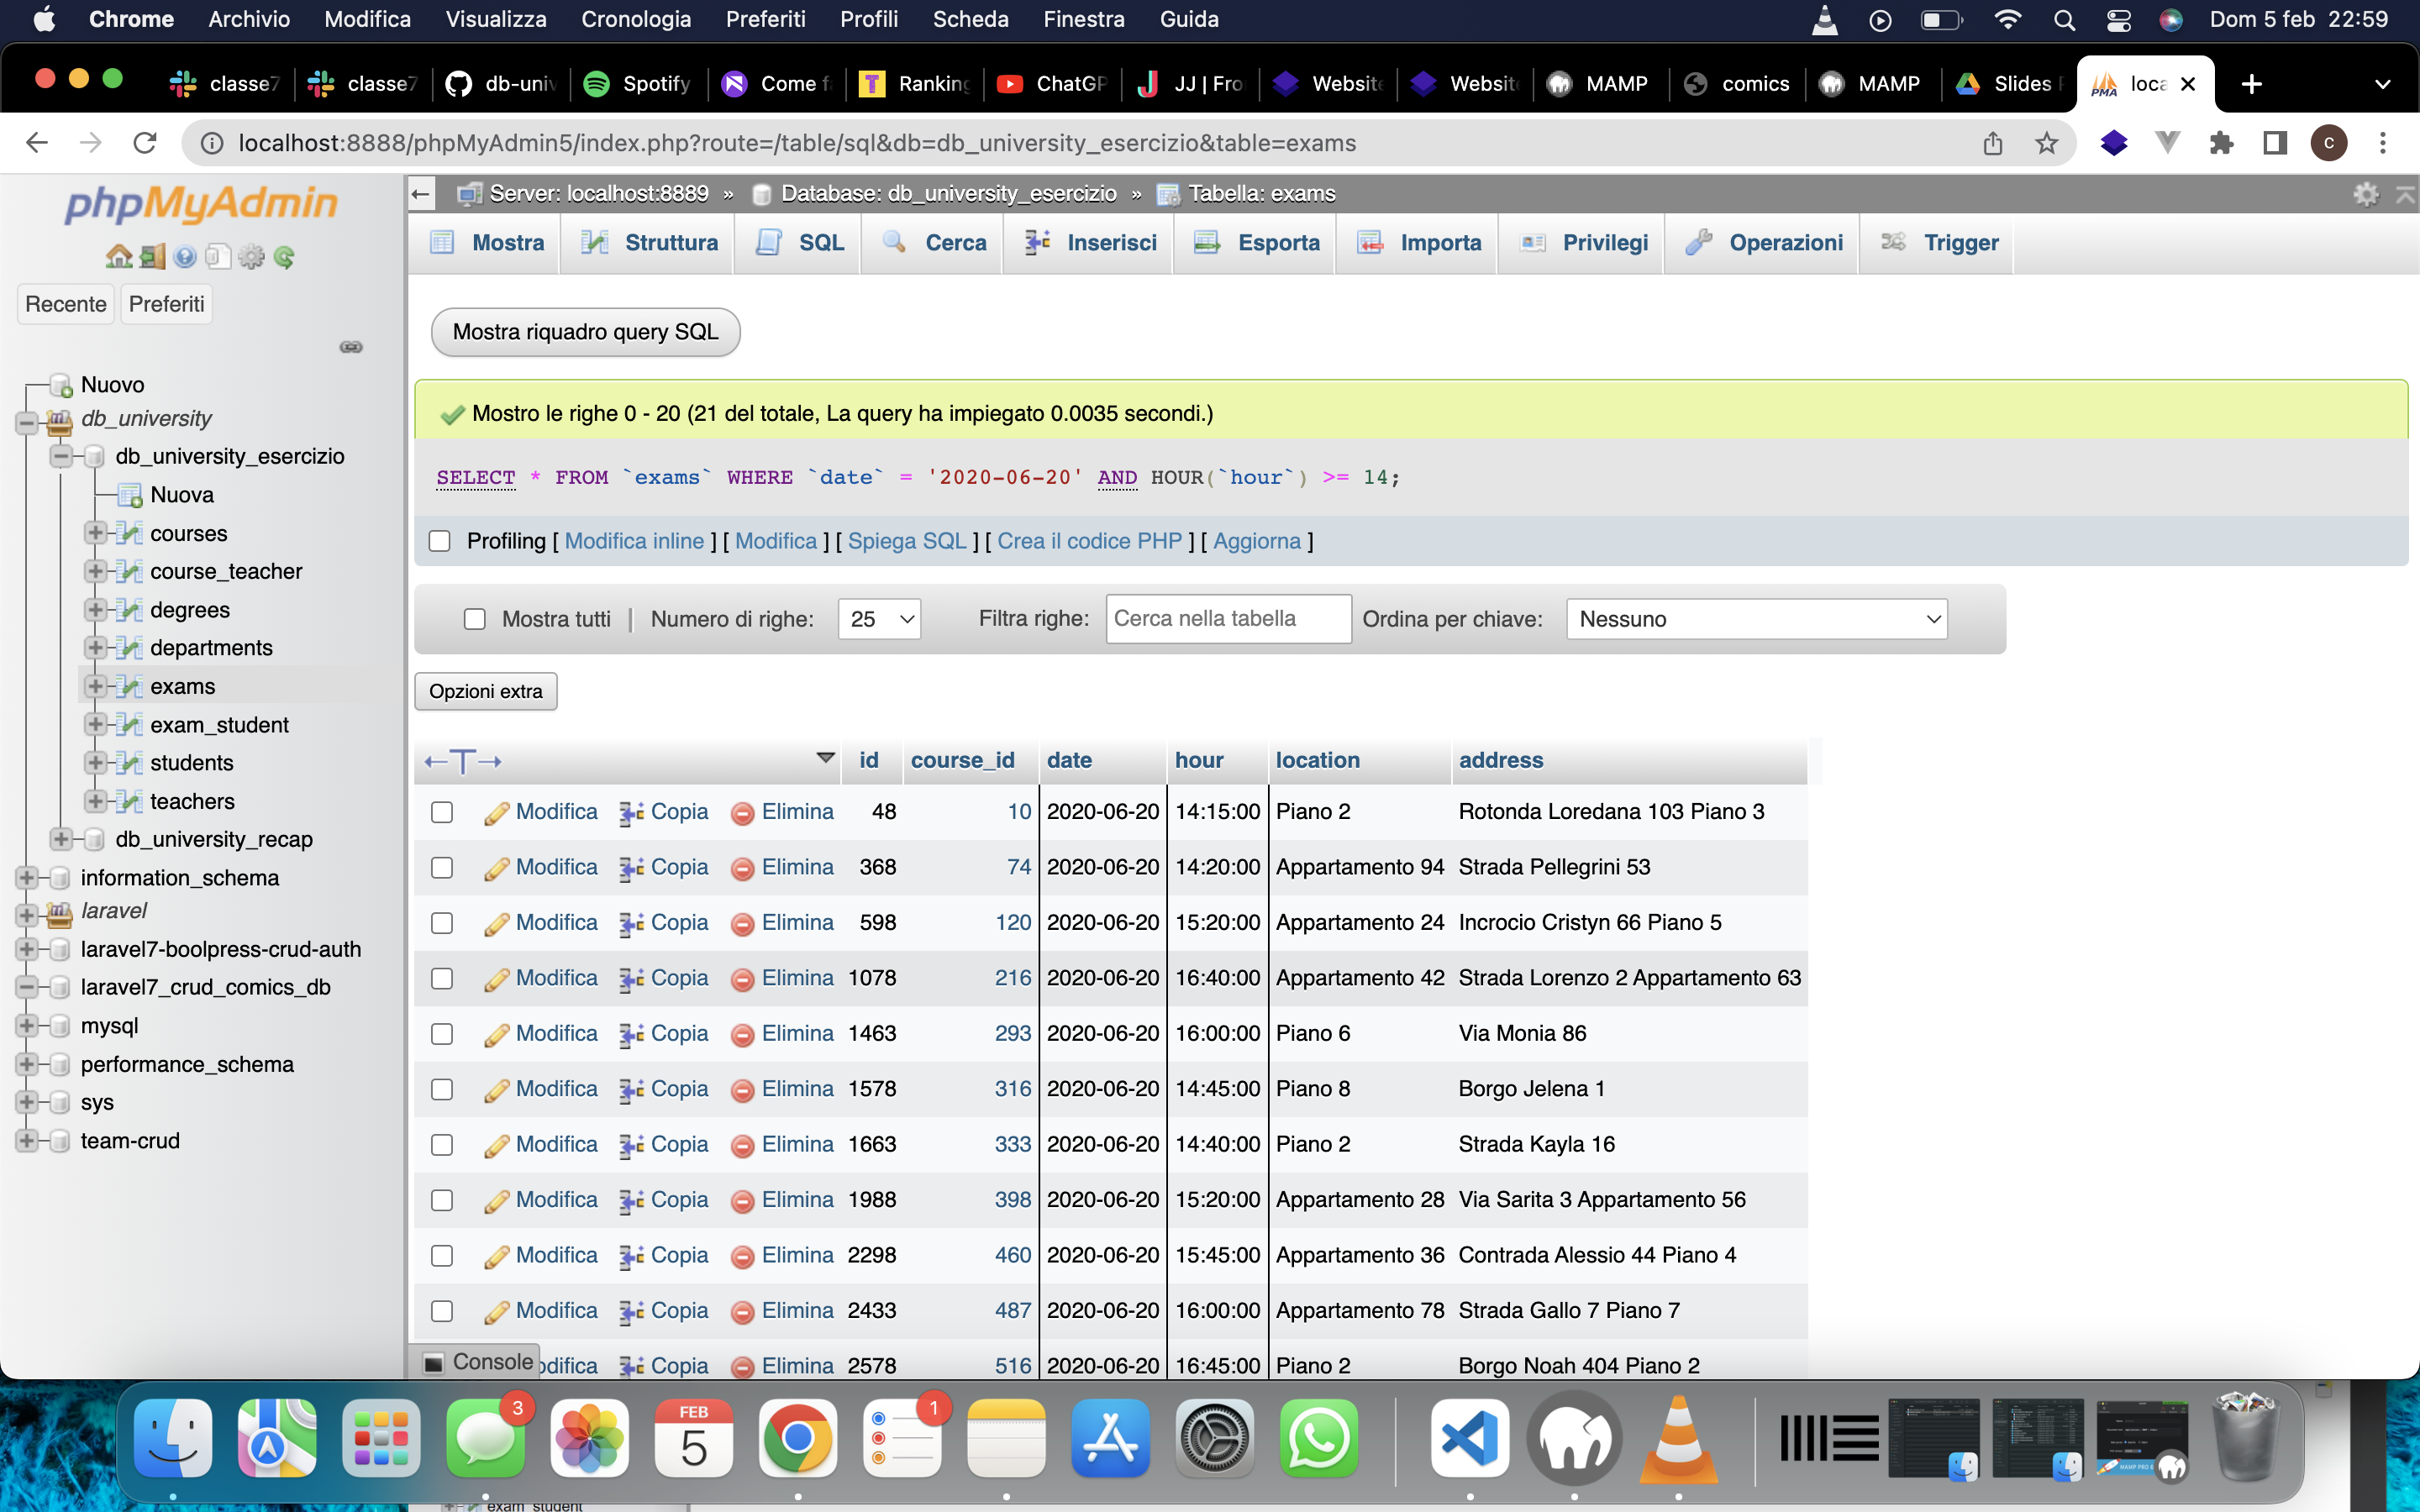 Chrome Archivio Modifica Visualizza Cronologia Preferiti Profili Scheda Finestra Guida Dom 5 feb 22:59
classe7 classe7 db-univ Spotify Come f Ranking ChatGP JJ | Fro Website Website MAMP comics MAMP Slides loca
localhost:8888/phpMyAdmin5/index.php?route=/table/sql&db=db_university_esercizio&table=exams
C
phpMyAdmin
Recente Preferiti
Nuovo
db_university
db_university_esercizio
Nuova
courses
course_teacher
degrees
departments
exams
exam_student
students
teachers
db_university_recap
information_schema
laravel
laravel7-boolpress-crud-auth
laravel7_crud_comics_db
mysql
performance_schema
sys
team-crud
Server: localhost:8889 » Database: db_university_esercizio » Tabella: exams
Mostra Struttura SQL Cerca Inserisci Esporta Importa Privilegi Operazioni Trigger
Mostra riquadro query SQL
Mostro le righe 0 - 20 (21 del totale, La query ha impiegato 0.0035 secondi.)
SELECT * FROM `exams` WHERE `date` = '2020-06-20' AND HOUR(`hour`) >= 14;
Profiling [ Modifica inline ] [ Modifica ] [ Spiega SQL ] [ Crea il codice PHP ] [ Aggiorna ]
Mostra tutti | Numero di righe: 25 Filtra righe: Cerca nella tabella Ordina per chiave: Nessuno
Opzioni extra
←T→ id course_id date hour location address
Modifica Copia Elimina 48 10 2020-06-20 14:15:00 Piano 2 Rotonda Loredana 103 Piano 3
Modifica Copia Elimina 368 74 2020-06-20 14:20:00 Appartamento 94 Strada Pellegrini 53
Modifica Copia Elimina 598 120 2020-06-20 15:20:00 Appartamento 24 Incrocio Cristyn 66 Piano 5
Modifica Copia Elimina 1078 216 2020-06-20 16:40:00 Appartamento 42 Strada Lorenzo 2 Appartamento 63
Modifica Copia Elimina 1463 293 2020-06-20 16:00:00 Piano 6 Via Monia 86
Modifica Copia Elimina 1578 316 2020-06-20 14:45:00 Piano 8 Borgo Jelena 1
Modifica Copia Elimina 1663 333 2020-06-20 14:40:00 Piano 2 Strada Kayla 16
Modifica Copia Elimina 1988 398 2020-06-20 15:20:00 Appartamento 28 Via Sarita 3 Appartamento 56
Modifica Copia Elimina 2298 460 2020-06-20 15:45:00 Appartamento 36 Contrada Alessio 44 Piano 4
Modifica Copia Elimina 2433 487 2020-06-20 16:00:00 Appartamento 78 Strada Gallo 7 Piano 7
Console odifica Copia Elimina 2578 516 2020-06-20 16:45:00 Piano 2 Borgo Noah 404 Piano 2
3 FEB 5 1
exam_student